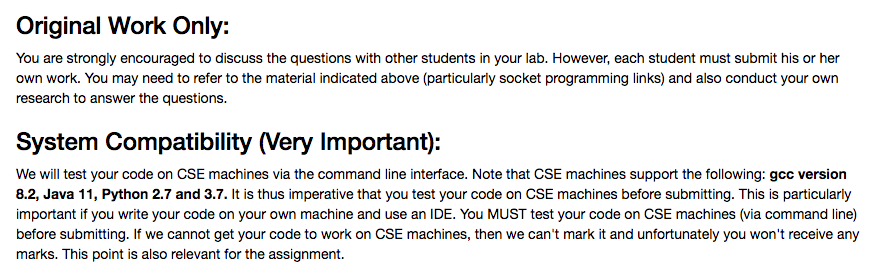 Original Work Only:
You are strongly encouraged to discuss the questions with other students in your lab. However, each student must submit his or her
own work. You may need to refer to the material indicated above (particularly socket programming links) and also conduct your own
research to answer the questions.
System Compatibility (Very Important):
We will test your code on CSE machines via the command line interface. Note that CSE machines support the following: gcc version
8.2, Java 11, Python 2.7 and 3.7. It is thus imperative that you test your code on CSE machines before submitting. This is particularly
important if you write your code on your own machine and use an IDE. You MUST test your code on CSE machines (via command line)
before submitting. If we cannot get your code to work on CSE machines, then we can't mark it and unfortunately you won't receive any
marks. This point is also relevant for the assignment.